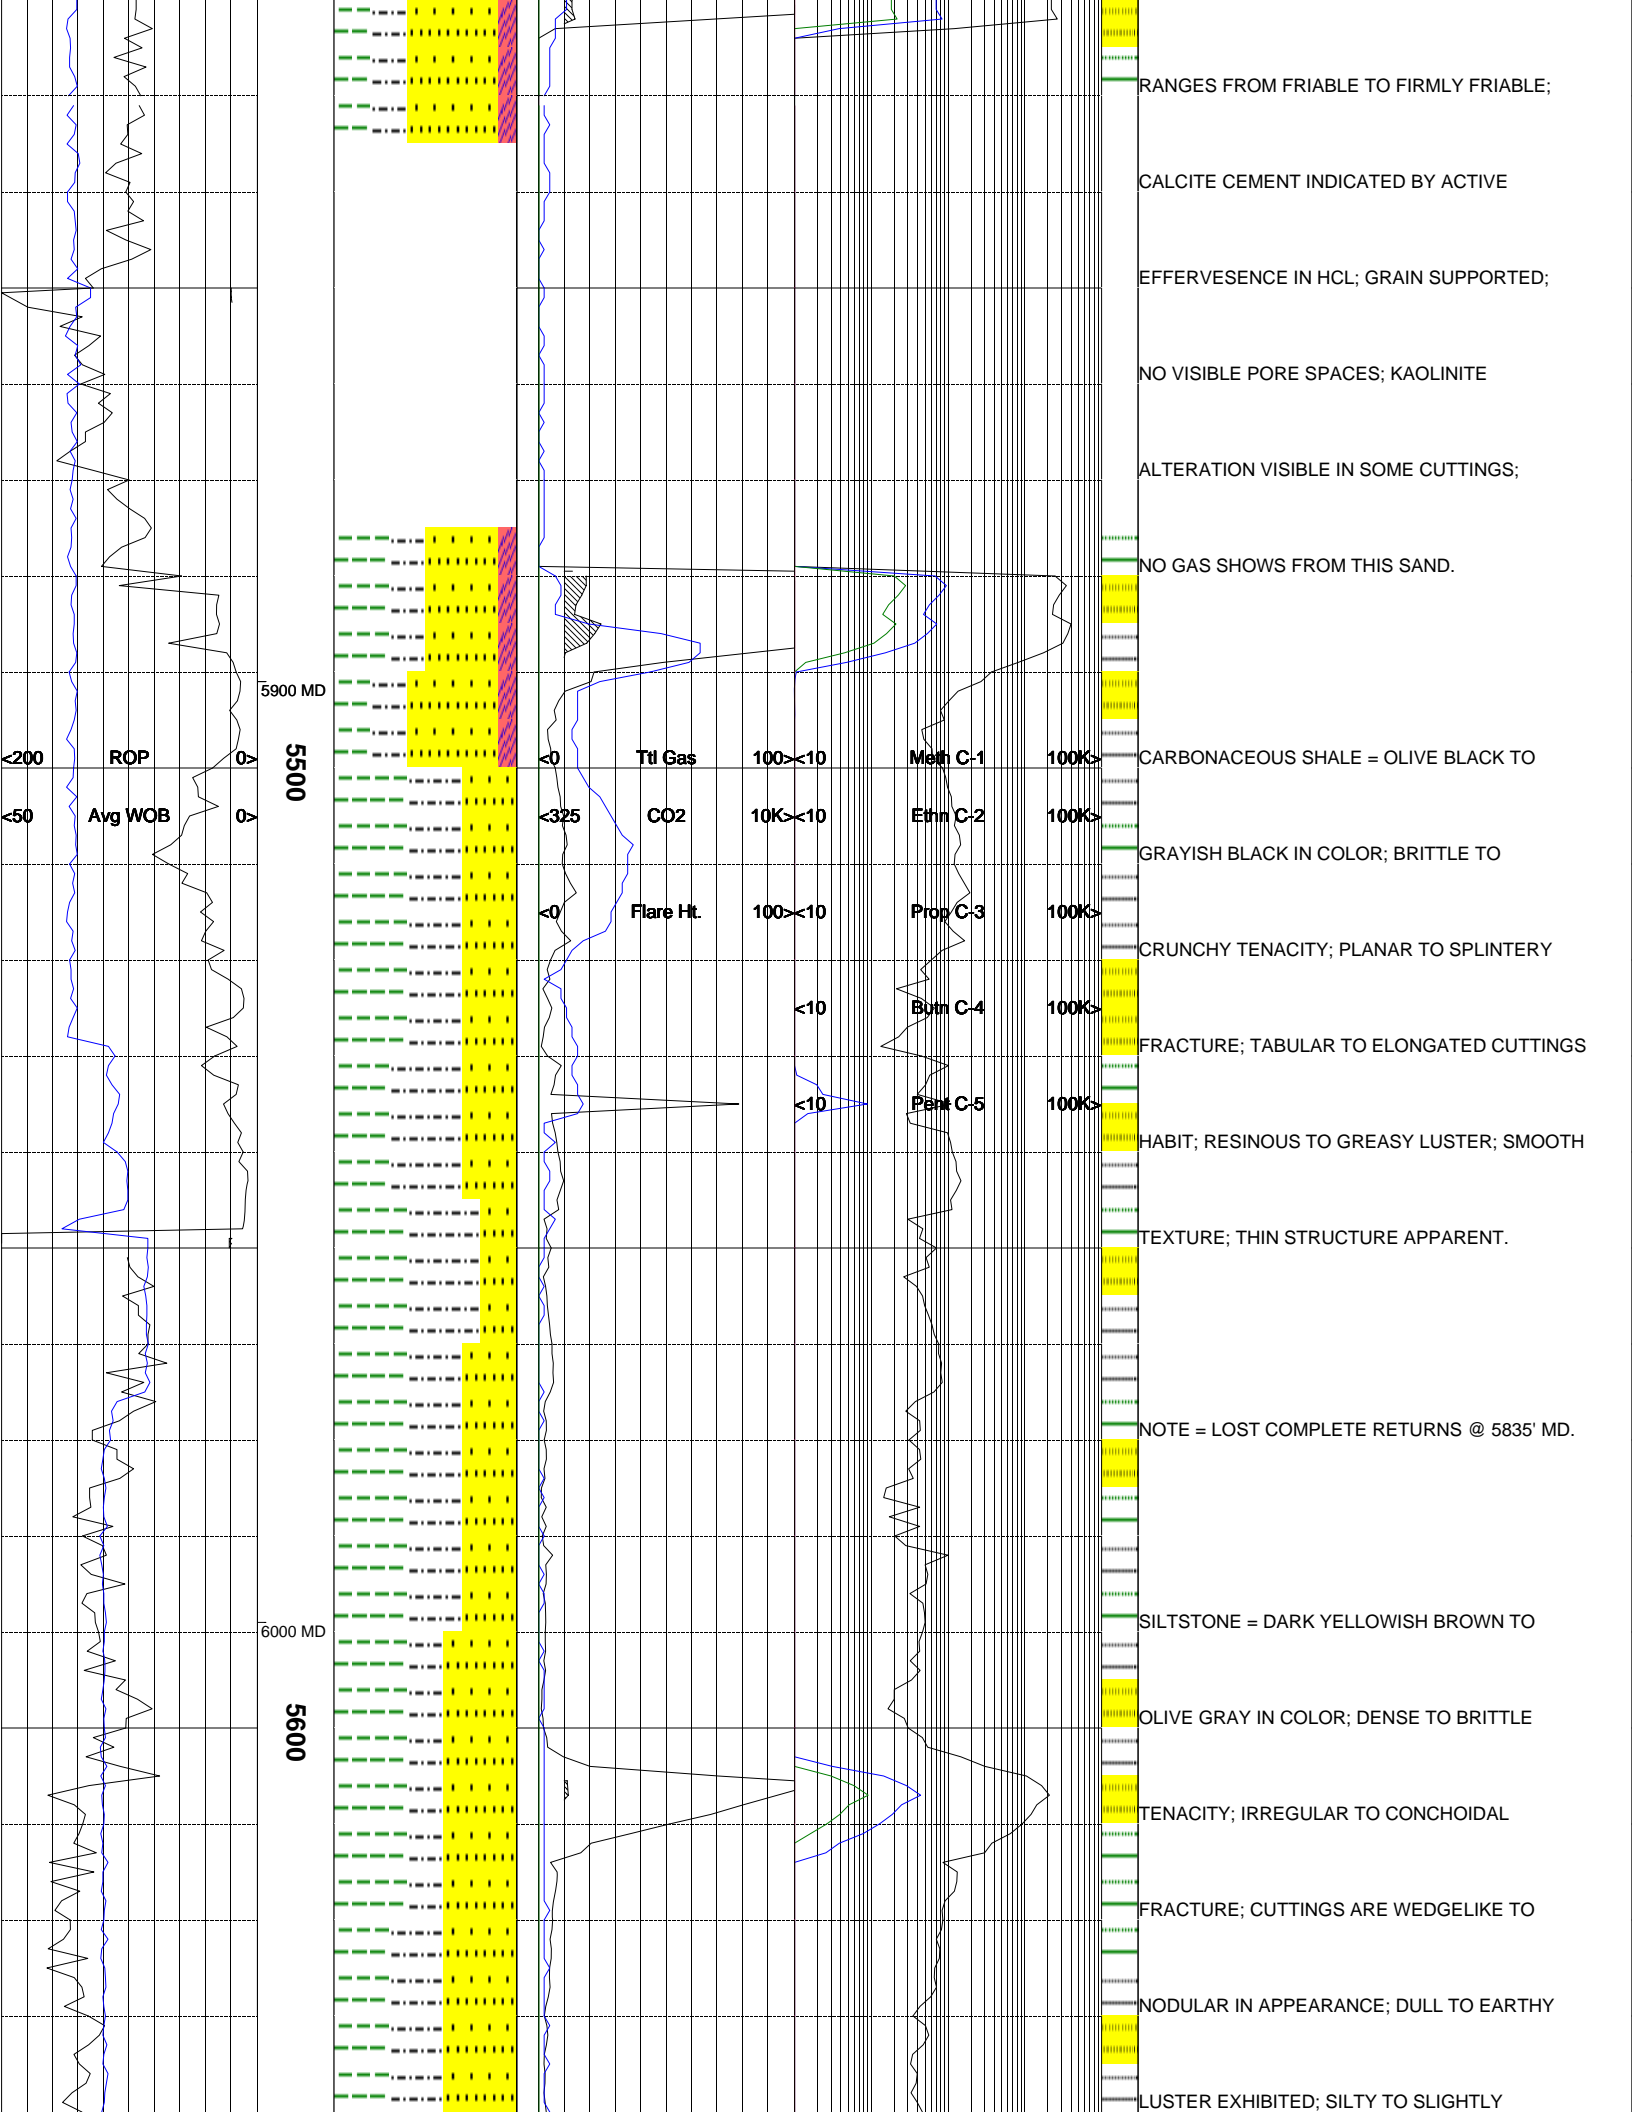 RANGES FROM FRIABLE TO FIRMLY FRIABLE;
CALCITE CEMENT INDICATED BY ACTIVE
EFFERVESENCE IN HCL; GRAIN SUPPORTED;
NO VISIBLE PORE SPACES; KAOLINITE
ALTERATION VISIBLE IN SOME CUTTINGS;
NO GAS SHOWS FROM THIS SAND.
5900 MD
5500
<200 ROP 0>
<0 Ttl Gas 100>
<10 Meth C-1 100K>
CARBONACEOUS SHALE = OLIVE BLACK TO
<50 Avg WOB 0>
<325 CO2 10K>
<10 Ethn C-2 100K>
GRAYISH BLACK IN COLOR; BRITTLE TO
<0 Flare Ht. 100>
<10 Prop C-3 100K>
CRUNCHY TENACITY; PLANAR TO SPLINTERY
<10 Butn C-4 100K>
FRACTURE; TABULAR TO ELONGATED CUTTINGS
<10 Pent C-5 100K>
HABIT; RESINOUS TO GREASY LUSTER; SMOOTH
TEXTURE; THIN STRUCTURE APPARENT.
NOTE = LOST COMPLETE RETURNS @ 5835' MD.
6000 MD
SILTSTONE = DARK YELLOWISH BROWN TO
5600
OLIVE GRAY IN COLOR; DENSE TO BRITTLE
TENACITY; IRREGULAR TO CONCHOIDAL
FRACTURE; CUTTINGS ARE WEDGELIKE TO
NODULAR IN APPEARANCE; DULL TO EARTHY
LUSTER EXHIBITED; SILTY TO SLIGHTLY